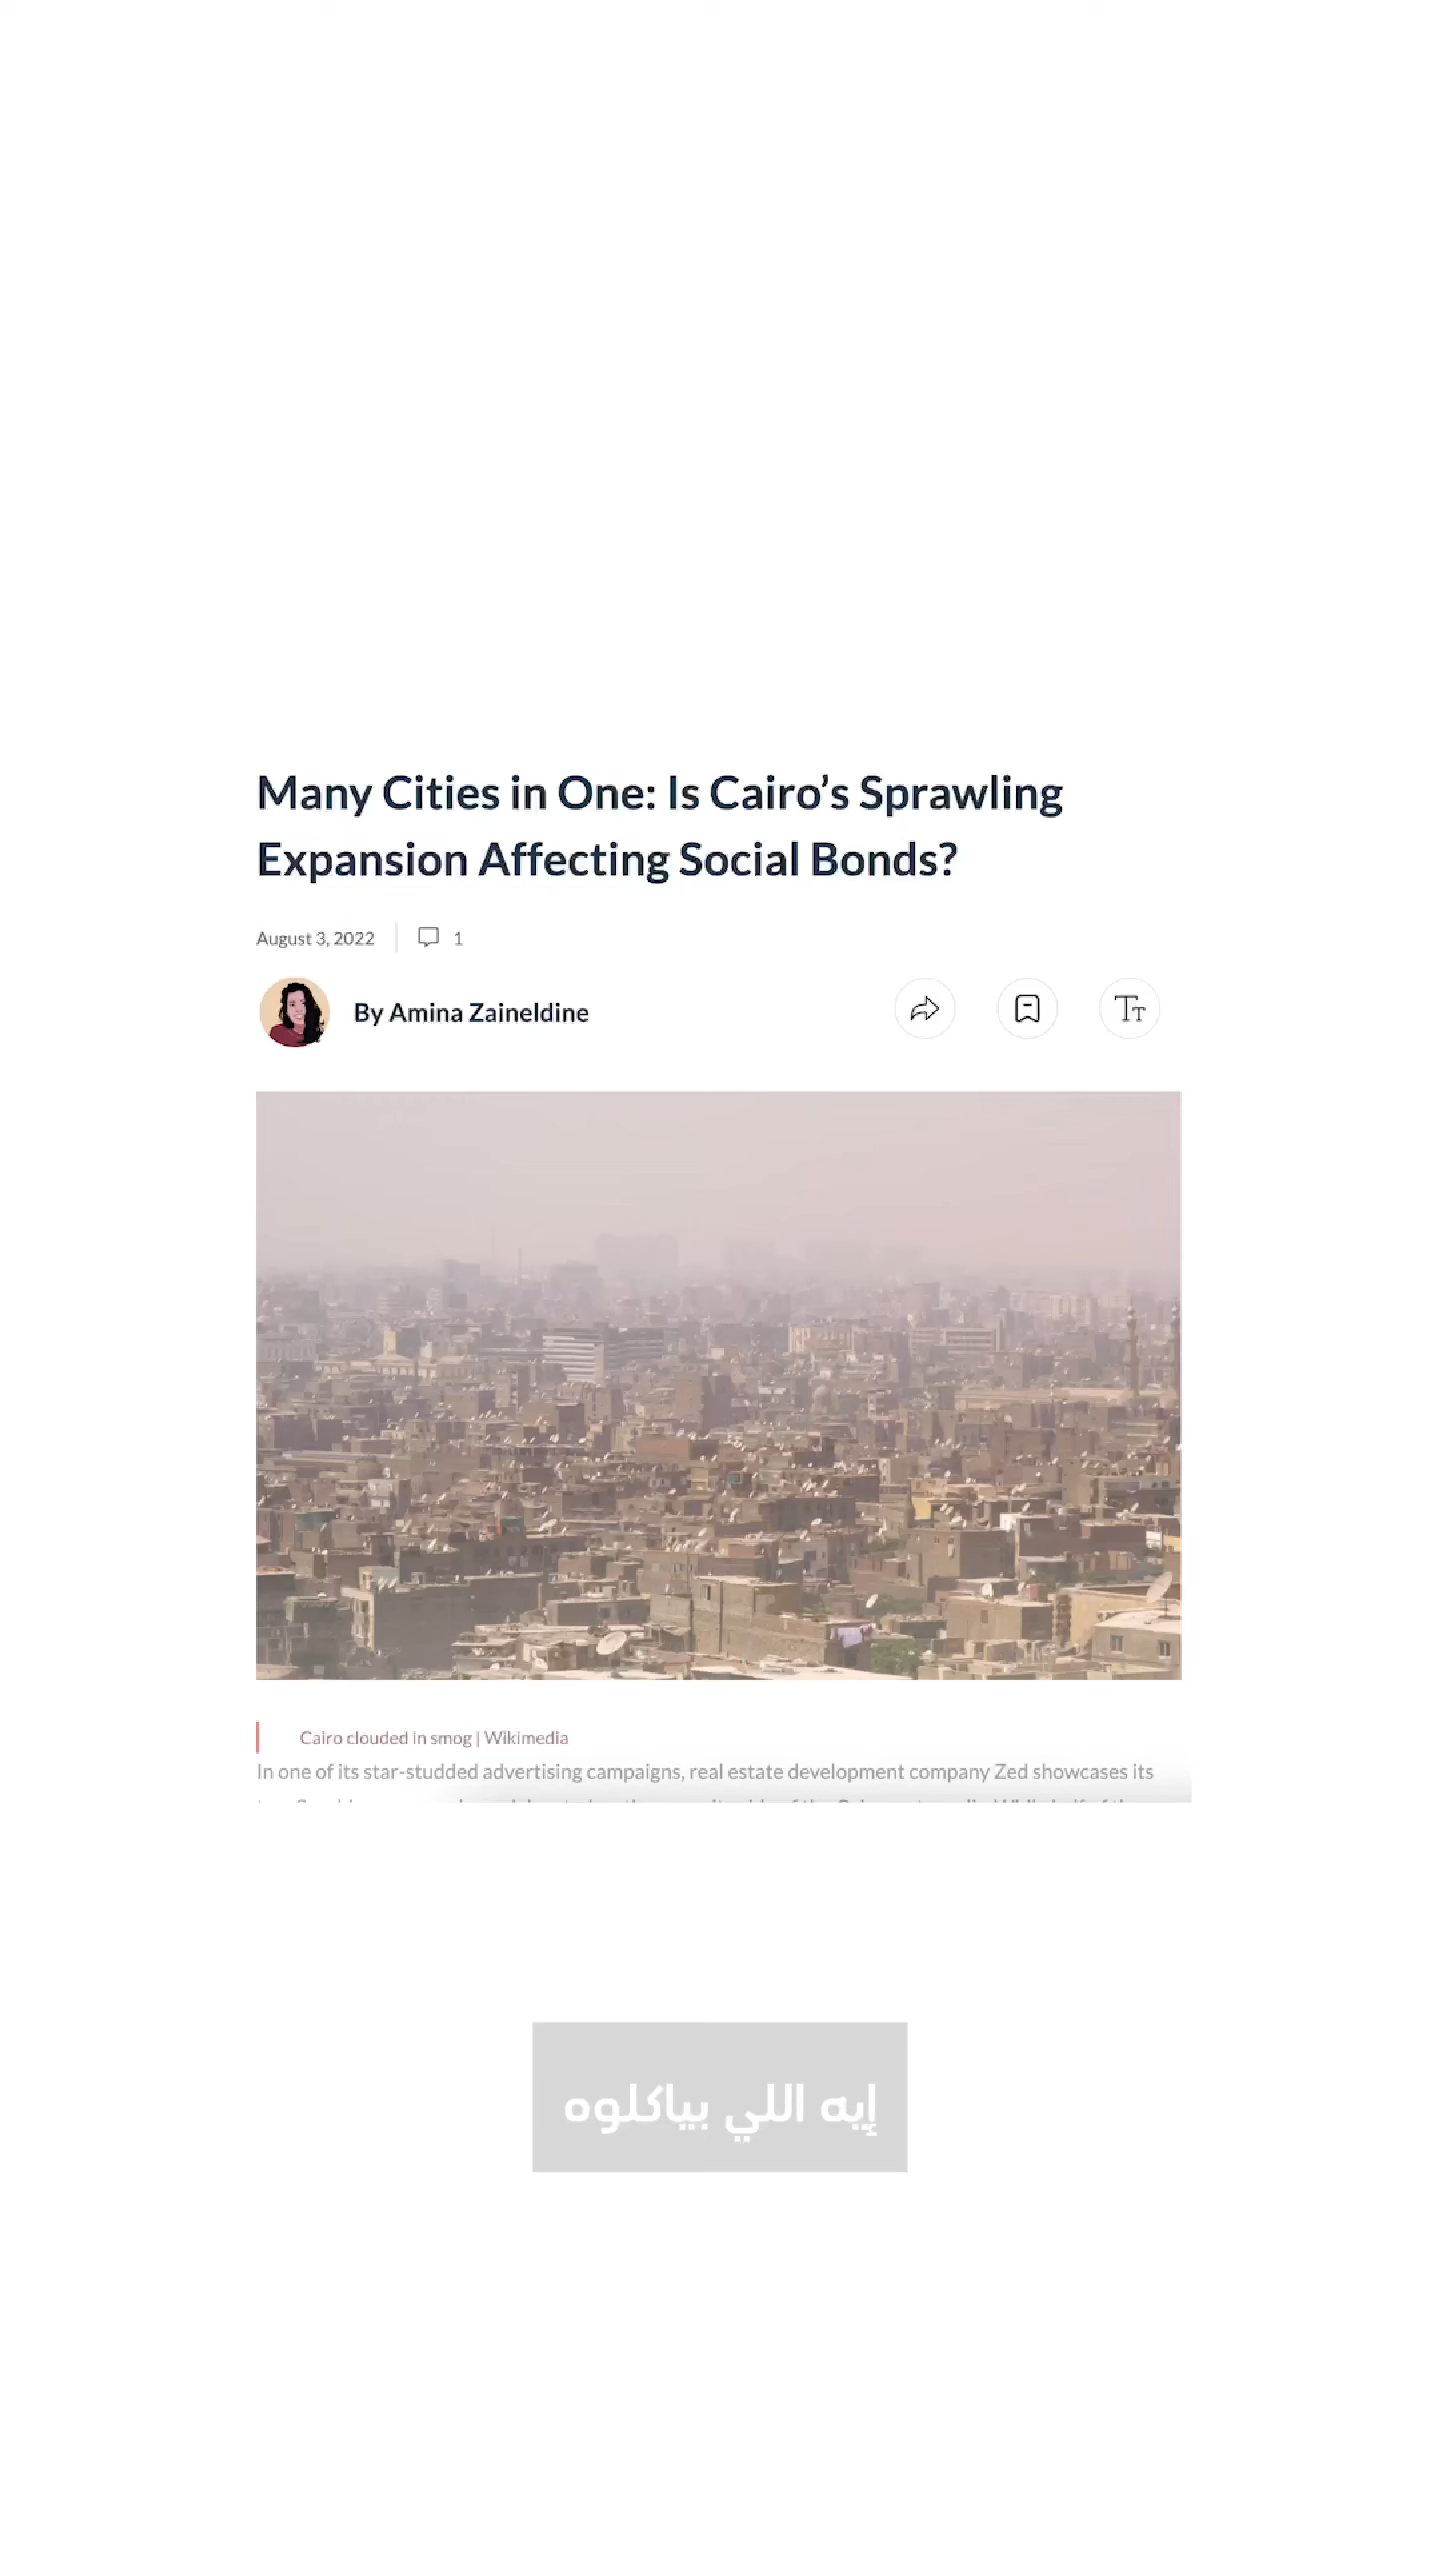 Many Cities in One: Is Cairo’s Sprawling
Expansion Affecting Social Bonds?
August 3, 2022
1
By Amina Zaineldine
Tт
Cairo clouded in smog | Wikimedia
In one of its star-studded advertising campaigns, real estate development company Zed showcases its
إيه اللي بياكلوه